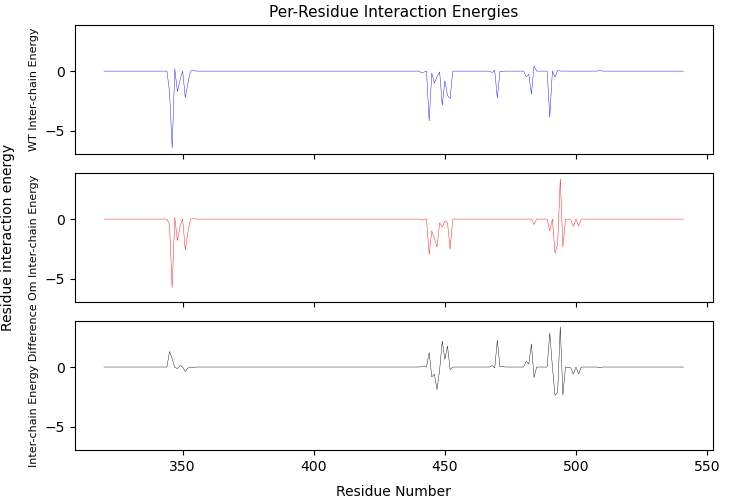 Per-Residue Interaction Energies
Residue interaction energy
WT Inter-chain Energy
0
−5
Om Inter-chain Energy
0
−5
Inter-chain Energy Difference
0
−5
350
400
450
500
550
Residue Number